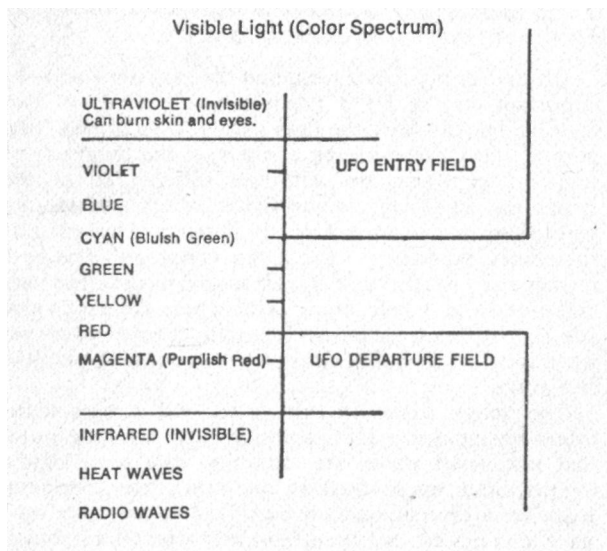 Visible Light (Color Spectrum)
ULTRAVIOLET (Invisible)
Can burn skin and eyes.
UFO ENTRY FIELD
VIOLET
BLUE
CYAN (Bluish Green)
GREEN
YELLOW
RED
MAGENTA (Purplish Red)
UFO DEPARTURE FIELD
INFRARED (INVISIBLE)
HEAT WAVES
RADIO WAVES